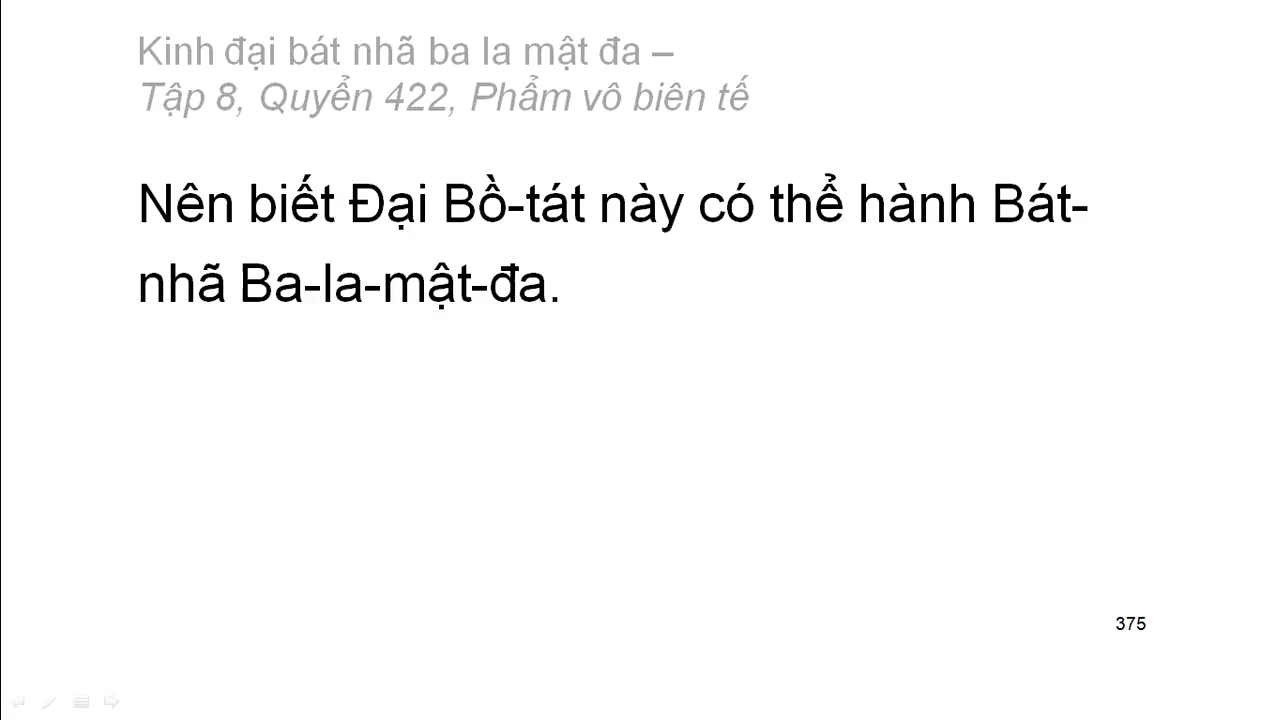 Kinh đại bát nhã ba la mật đa –
Tập 8, Quyển 422, Phẩm vô biên tế
Nên biết Đại Bồ-tát này có thể hành Bát-
nhã Ba-la-mật-đa.
375